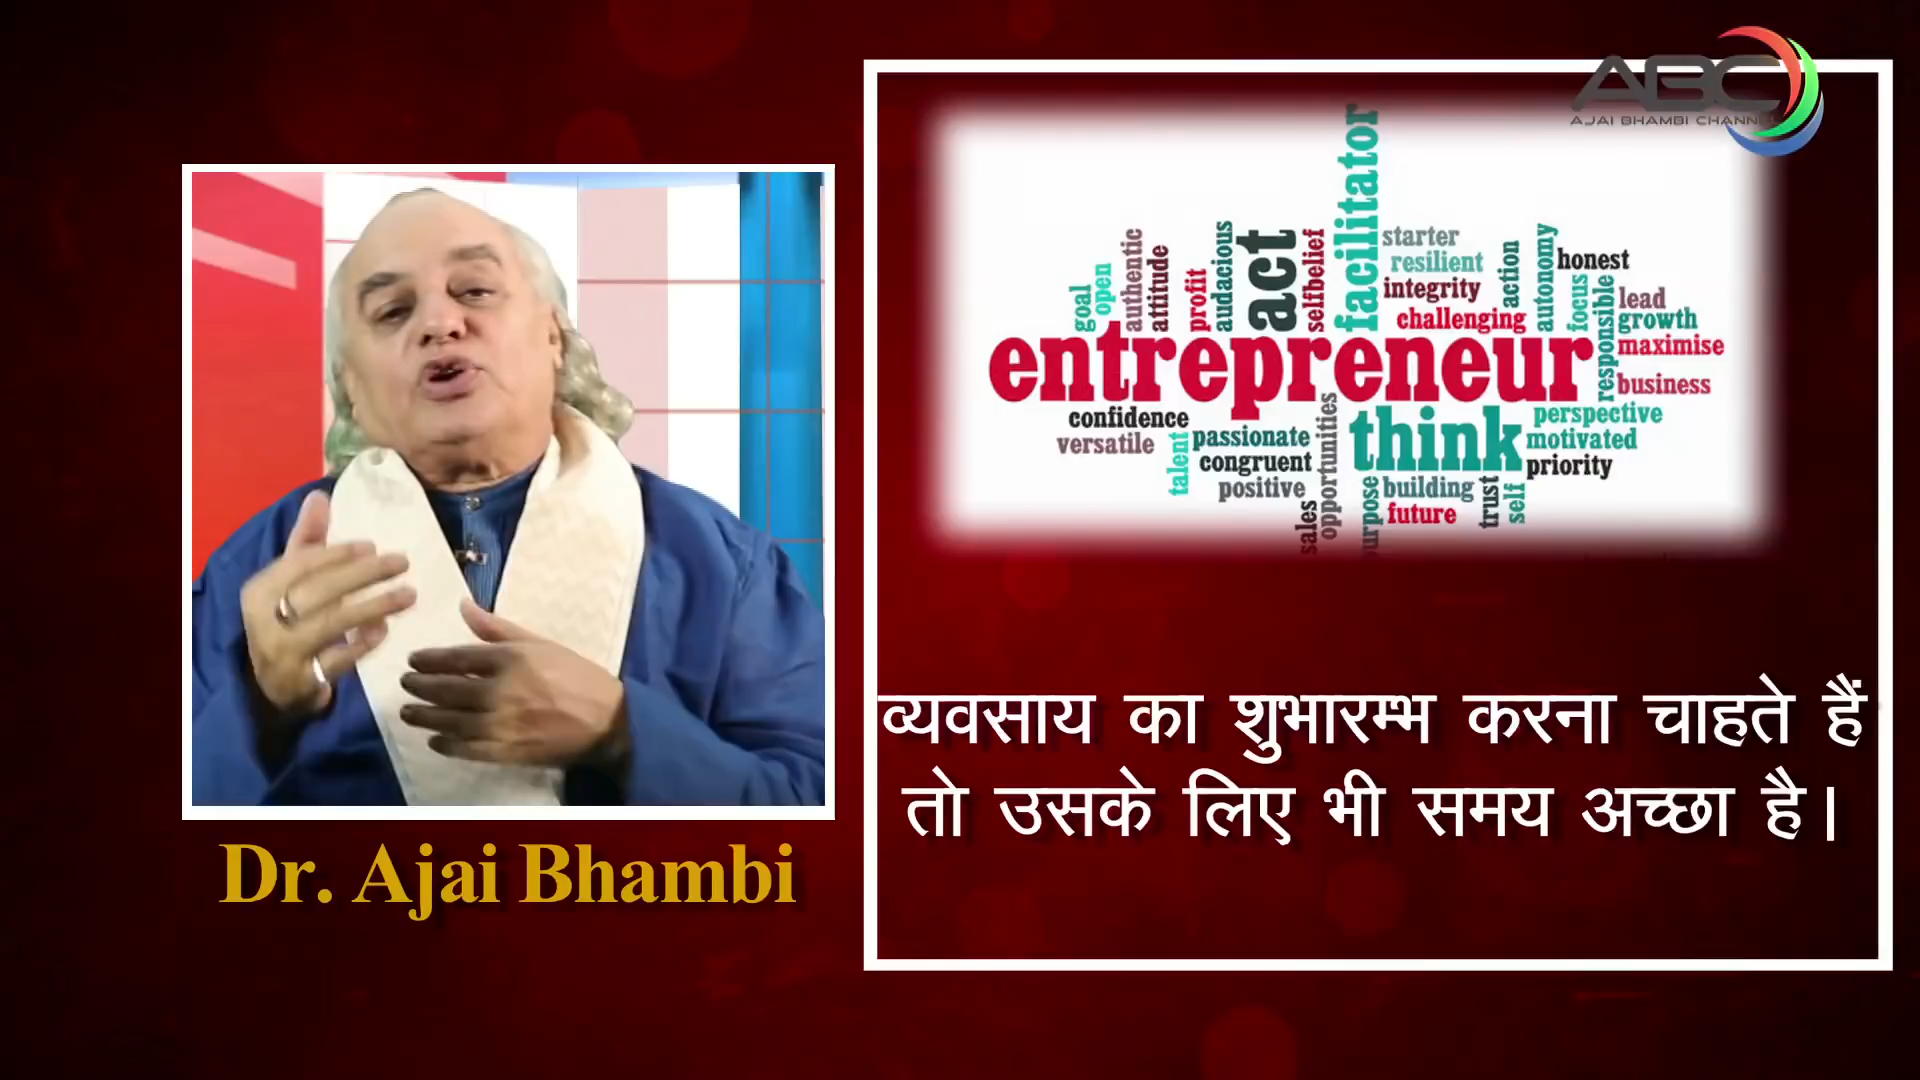 ABC
AJAI BHAMBI CHANNEL
facilitator
act
selfbelief
audacious
profit
attitude
authentic
open
goal
starter
resilient
integrity
challenging
action
autonomy
honest
focus
responsible
lead
growth
maximise
business
entrepreneur
confidence
versatile
talent
passionate
congruent
positive
opportunities
sales
think
perspective
motivated
priority
building
future
trust
self
Dr. Ajai Bhambi
व्यवसाय का शुभारम्भ करना चाहते हैं
तो उसके लिए भी समय अच्छा है।